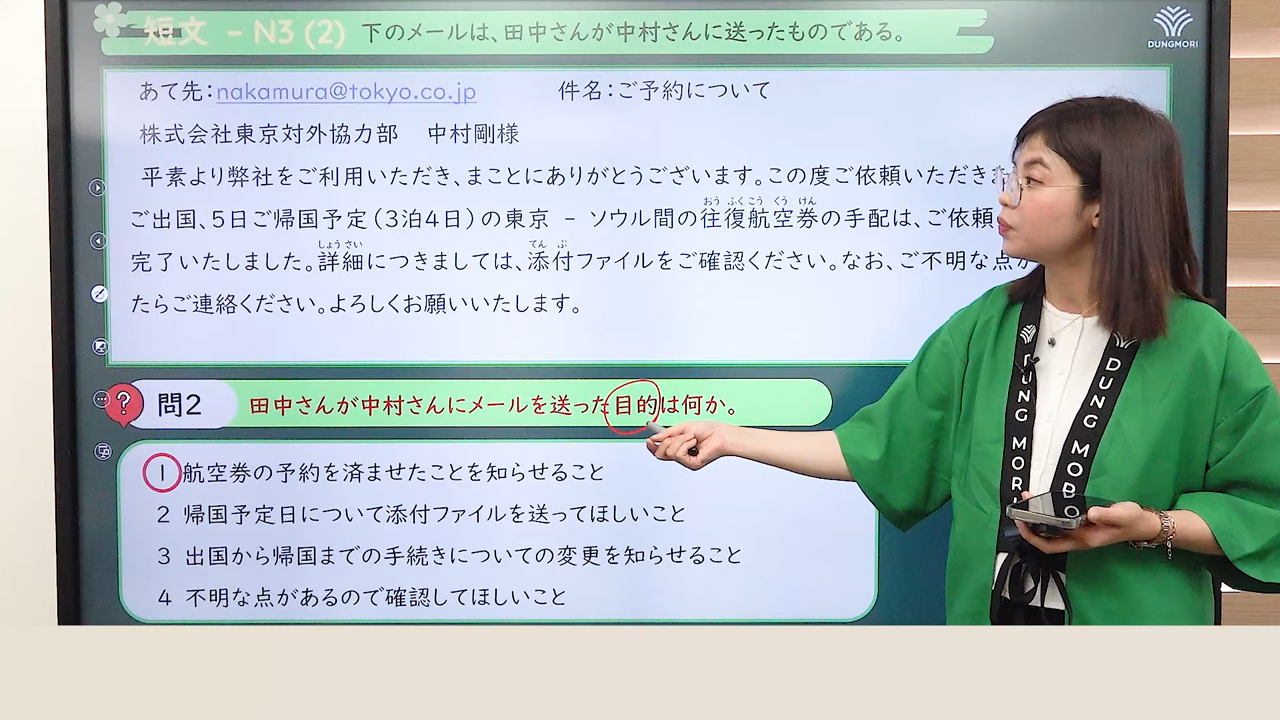 短文 - N3 (2) 下のメールは、田中さんが中村さんに送ったものである。
DUNGMORI
あて先：nakamura@tokyo.co.jp 件名：ご予約について
株式会社東京対外協力部 中村剛様
平素より弊社をご利用いただき、まことにありがとうございます。この度ご依頼いただき
おう ふく こう くう けん
ご出国、5日ご帰国予定（3泊4日）の東京 － ソウル間の往復航空券の手配は、ご依頼
しょう さい てん ぷ
完了いたしました。詳細につきましては、添付ファイルをご確認ください。なお、ご不明な点が
たらご連絡ください。よろしくお願いいたします。
? 問2 田中さんが中村さんにメールを送った目的は何か。
1 航空券の予約を済ませたことを知らせること
2 帰国予定日について添付ファイルを送ってほしいこと
3 出国から帰国までの手続きについての変更を知らせること
4 不明な点があるので確認してほしいこと
DUNG MORI
DUNG MOBO